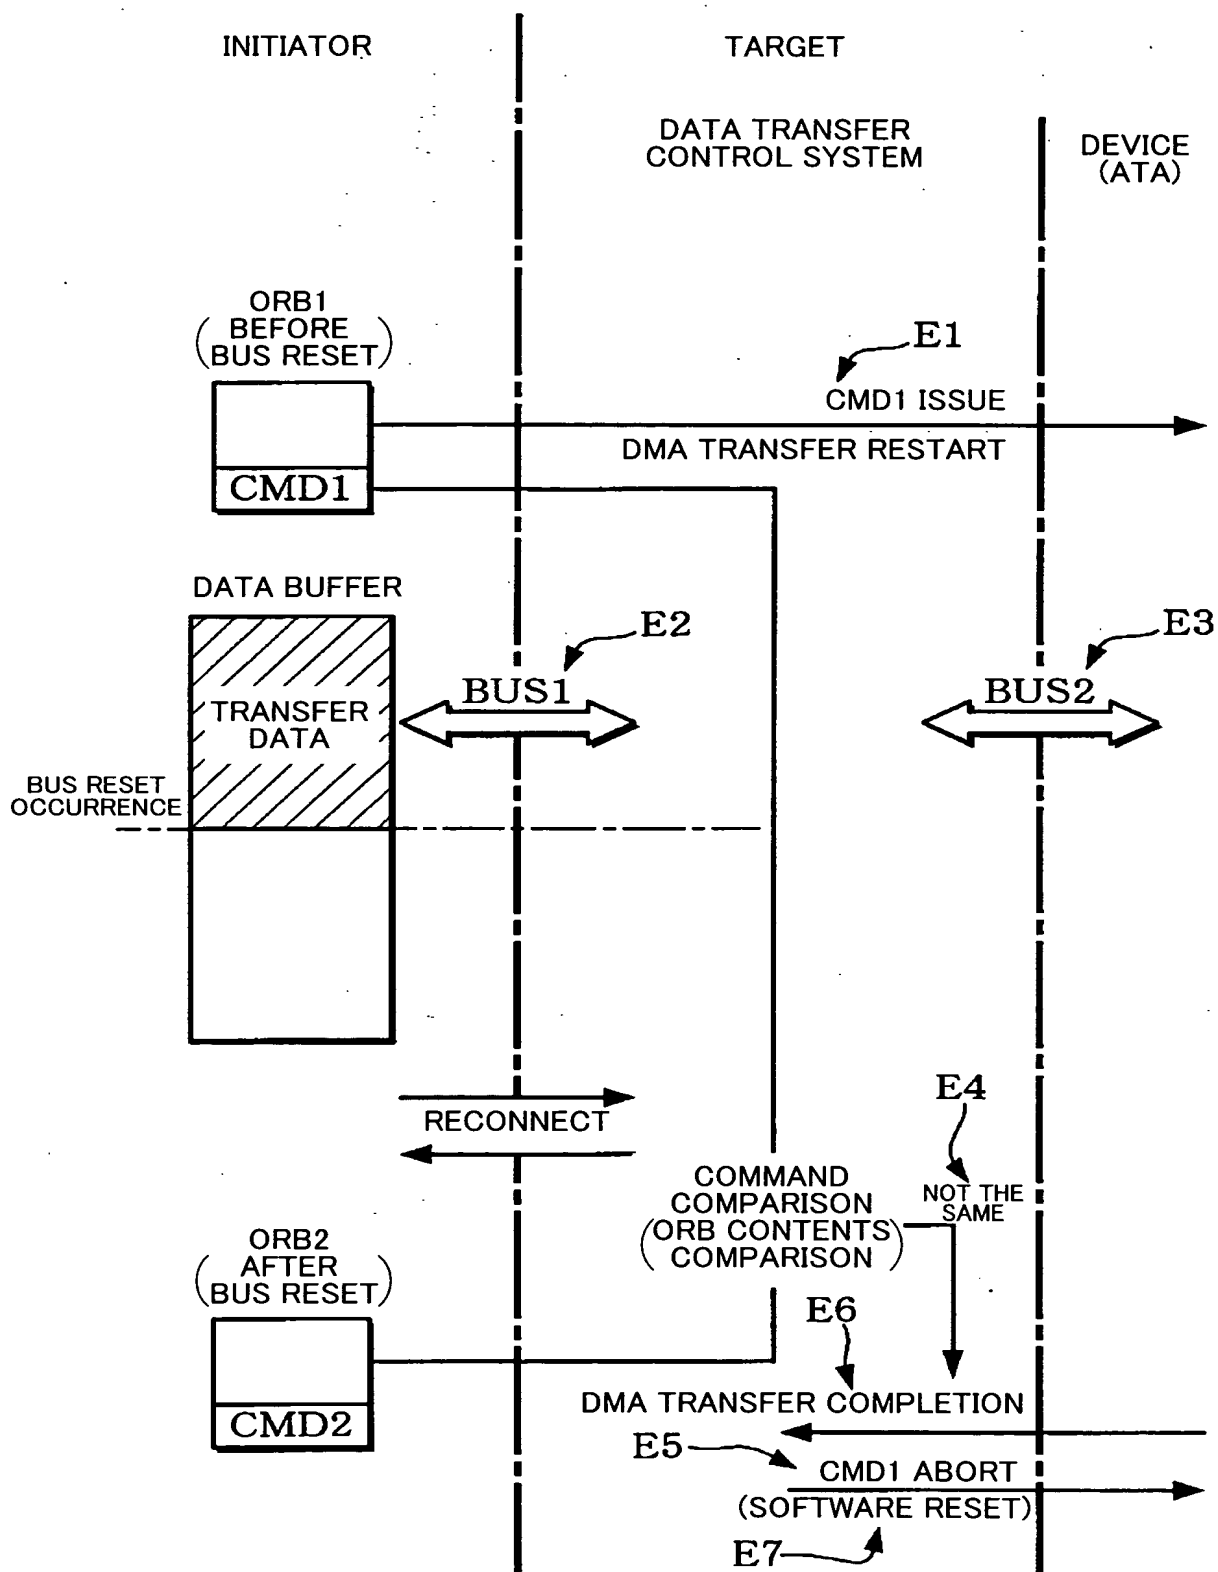 INITIATOR
TARGET
DATA TRANSFER
CONTROL SYSTEM
DEVICE
(ATA)
ORB1
(BEFORE
BUS RESET)
E1
CMD1 ISSUE
DMA TRANSFER RESTART
CMD1
DATA BUFFER
E2
E3
BUS1
BUS2
TRANSFER
DATA
BUS RESET
OCCURRENCE
RECONNECT
E4
NOT THE
SAME
COMMAND
COMPARISON
(ORB CONTENTS
COMPARISON)
ORB2
(AFTER
BUS RESET)
E6
DMA TRANSFER COMPLETION
CMD2
E5
CMD1 ABORT
(SOFTWARE RESET)
E7